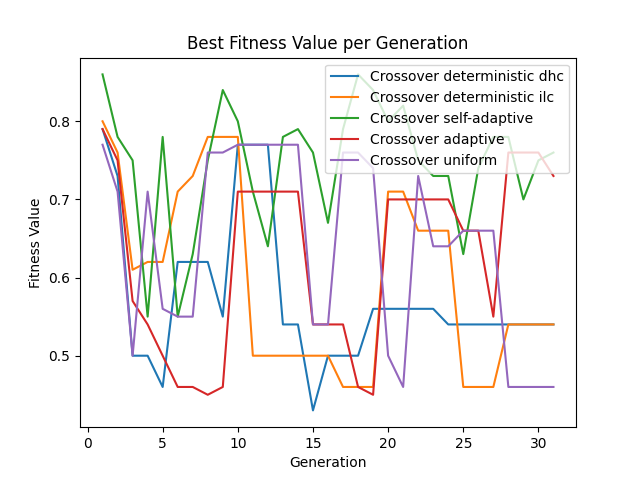 Best Fitness Value per Generation
Crossover deterministic dhc
Crossover deterministic ilc
Crossover self-adaptive
Crossover adaptive
Crossover uniform
Fitness Value
0.8
0.7
0.6
0.5
0 5 10 15 20 25 30
Generation